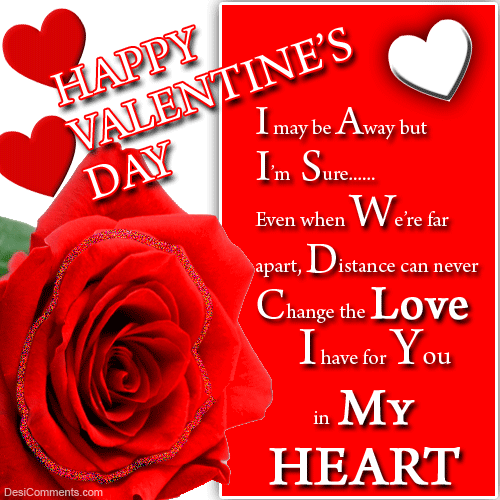 HAPPY
VALENTINE'S
DAY
I may be Away but
I'm Sure......
Even when We're far
apart, Distance can never
Change the Love
I have for You
in My
HEART
DesiComments.com